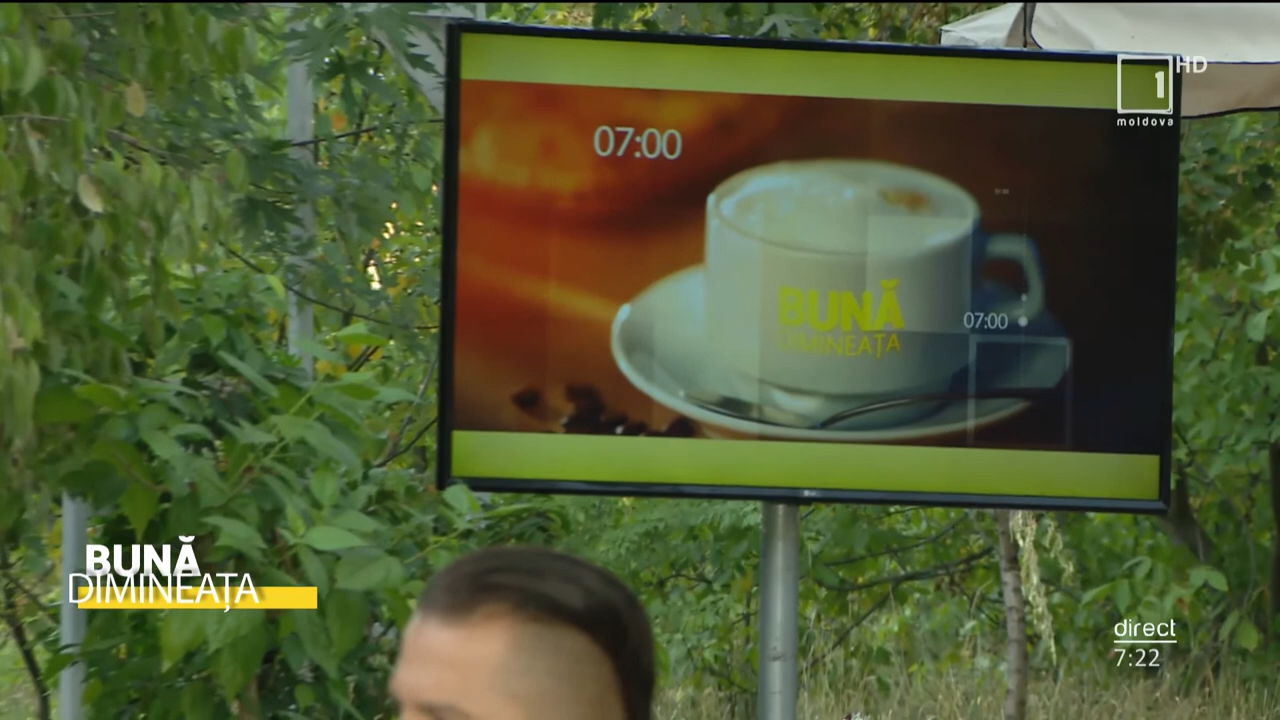 1 HD
moldova
07:00
BUNĂ
DIMINEAȚA
07:00
BUNĂ
DIMINEAȚA
direct
7:22